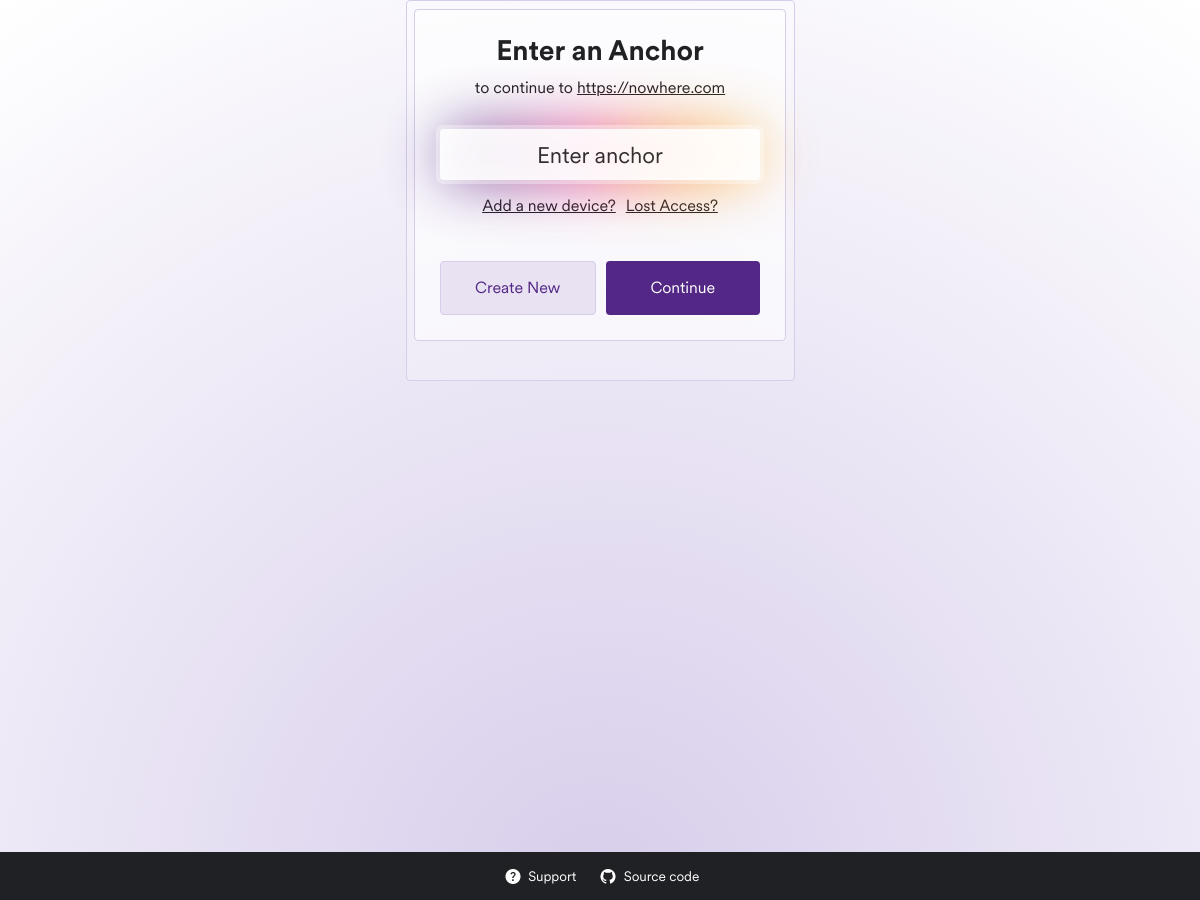 Enter an Anchor
to continue to https://nowhere.com
Enter anchor
Add a new device? Lost Access?
Create New Continue
Support Source code